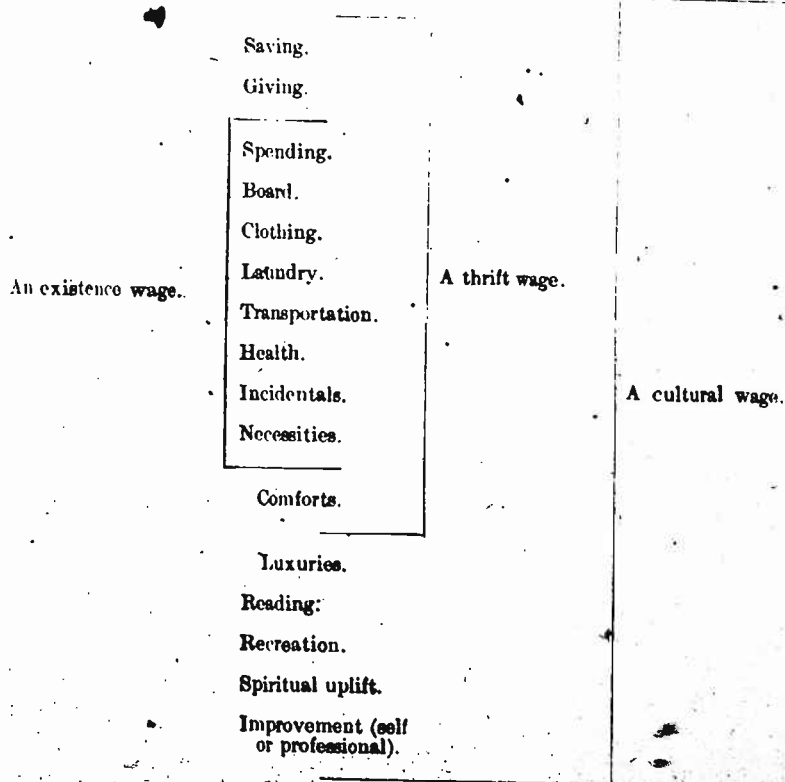 Saving.
Giving.
Spending.
Board.
Clothing.
Laundry.
An existence wage.
A thrift wage.
Transportation.
Health.
Incidentals.
A cultural wage.
Necessities.
Comforts.
Luxuries.
Reading:
Recreation.
Spiritual uplift.
Improvement (self
or professional).